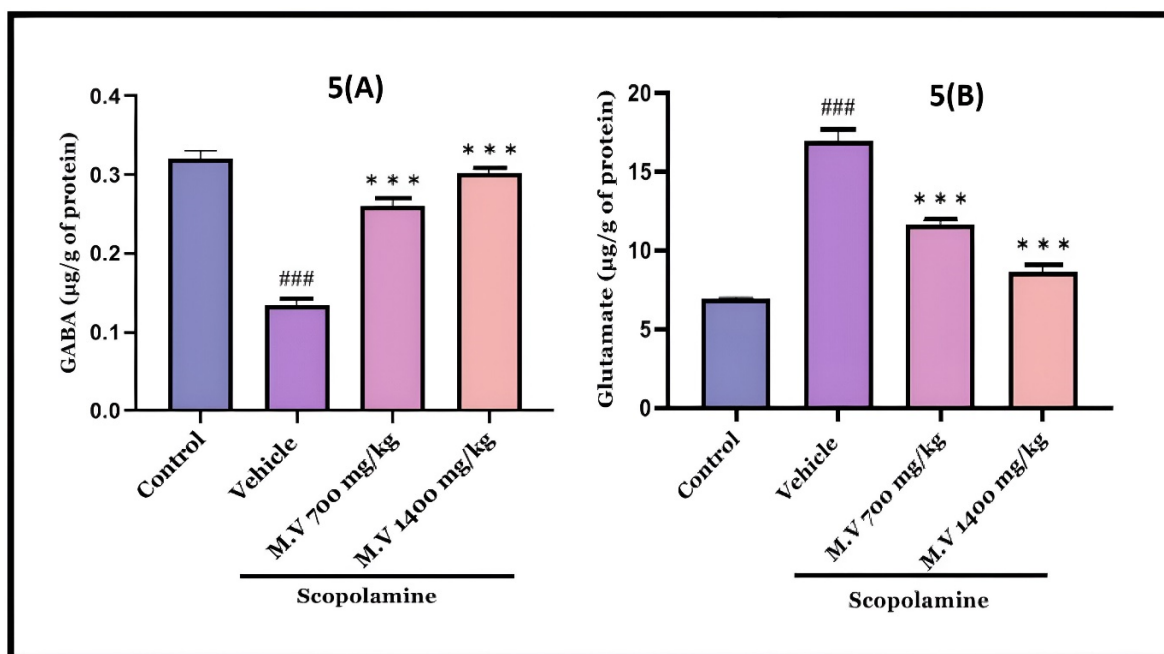 5(A)
GABA (µg/g of protein)
0.4
0.3
0.2
0.1
0.0
###
* * *
* * *
Control
Vehicle
M.V 700 mg/kg
M.V 1400 mg/kg
Scopolamine
5(B)
Glutamate (µg/g of protein)
20
15
10
5
0
###
* * *
* * *
Control
Vehicle
M.V 700 mg/kg
M.V 1400 mg/kg
Scopolamine